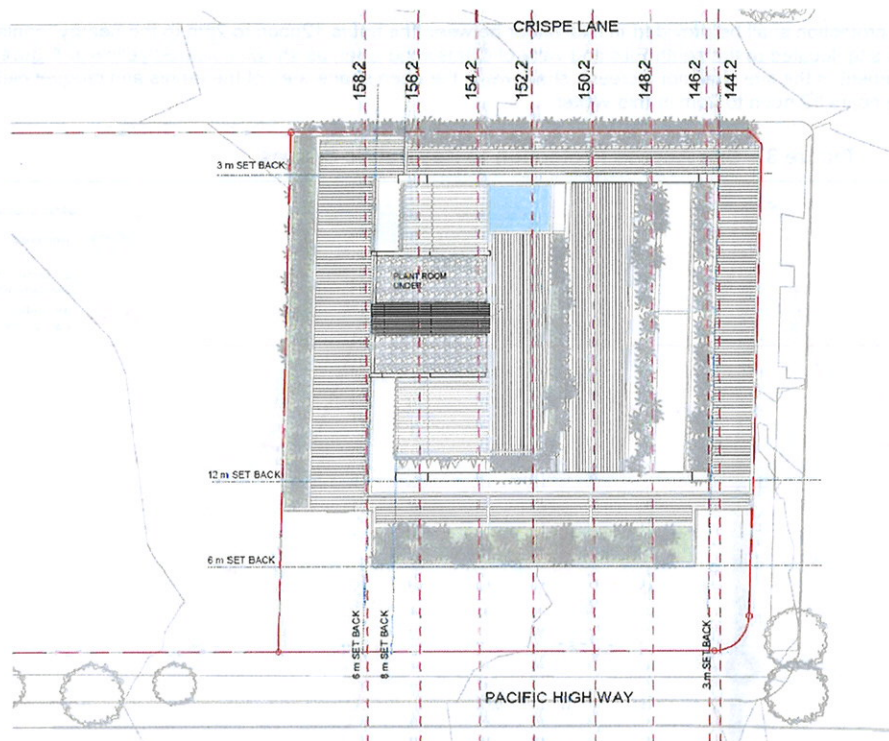 CRISPE LANE
158.2
156.2
154.2
152.2
150.2
148.2
146.2
144.2
3 m SET BACK
PLANT ROOM
UNDER
12 m SET BACK
6 m SET BACK
6 m SET BACK
8 m SET BACK
3 m SET BACK
PACIFIC HIGH WAY